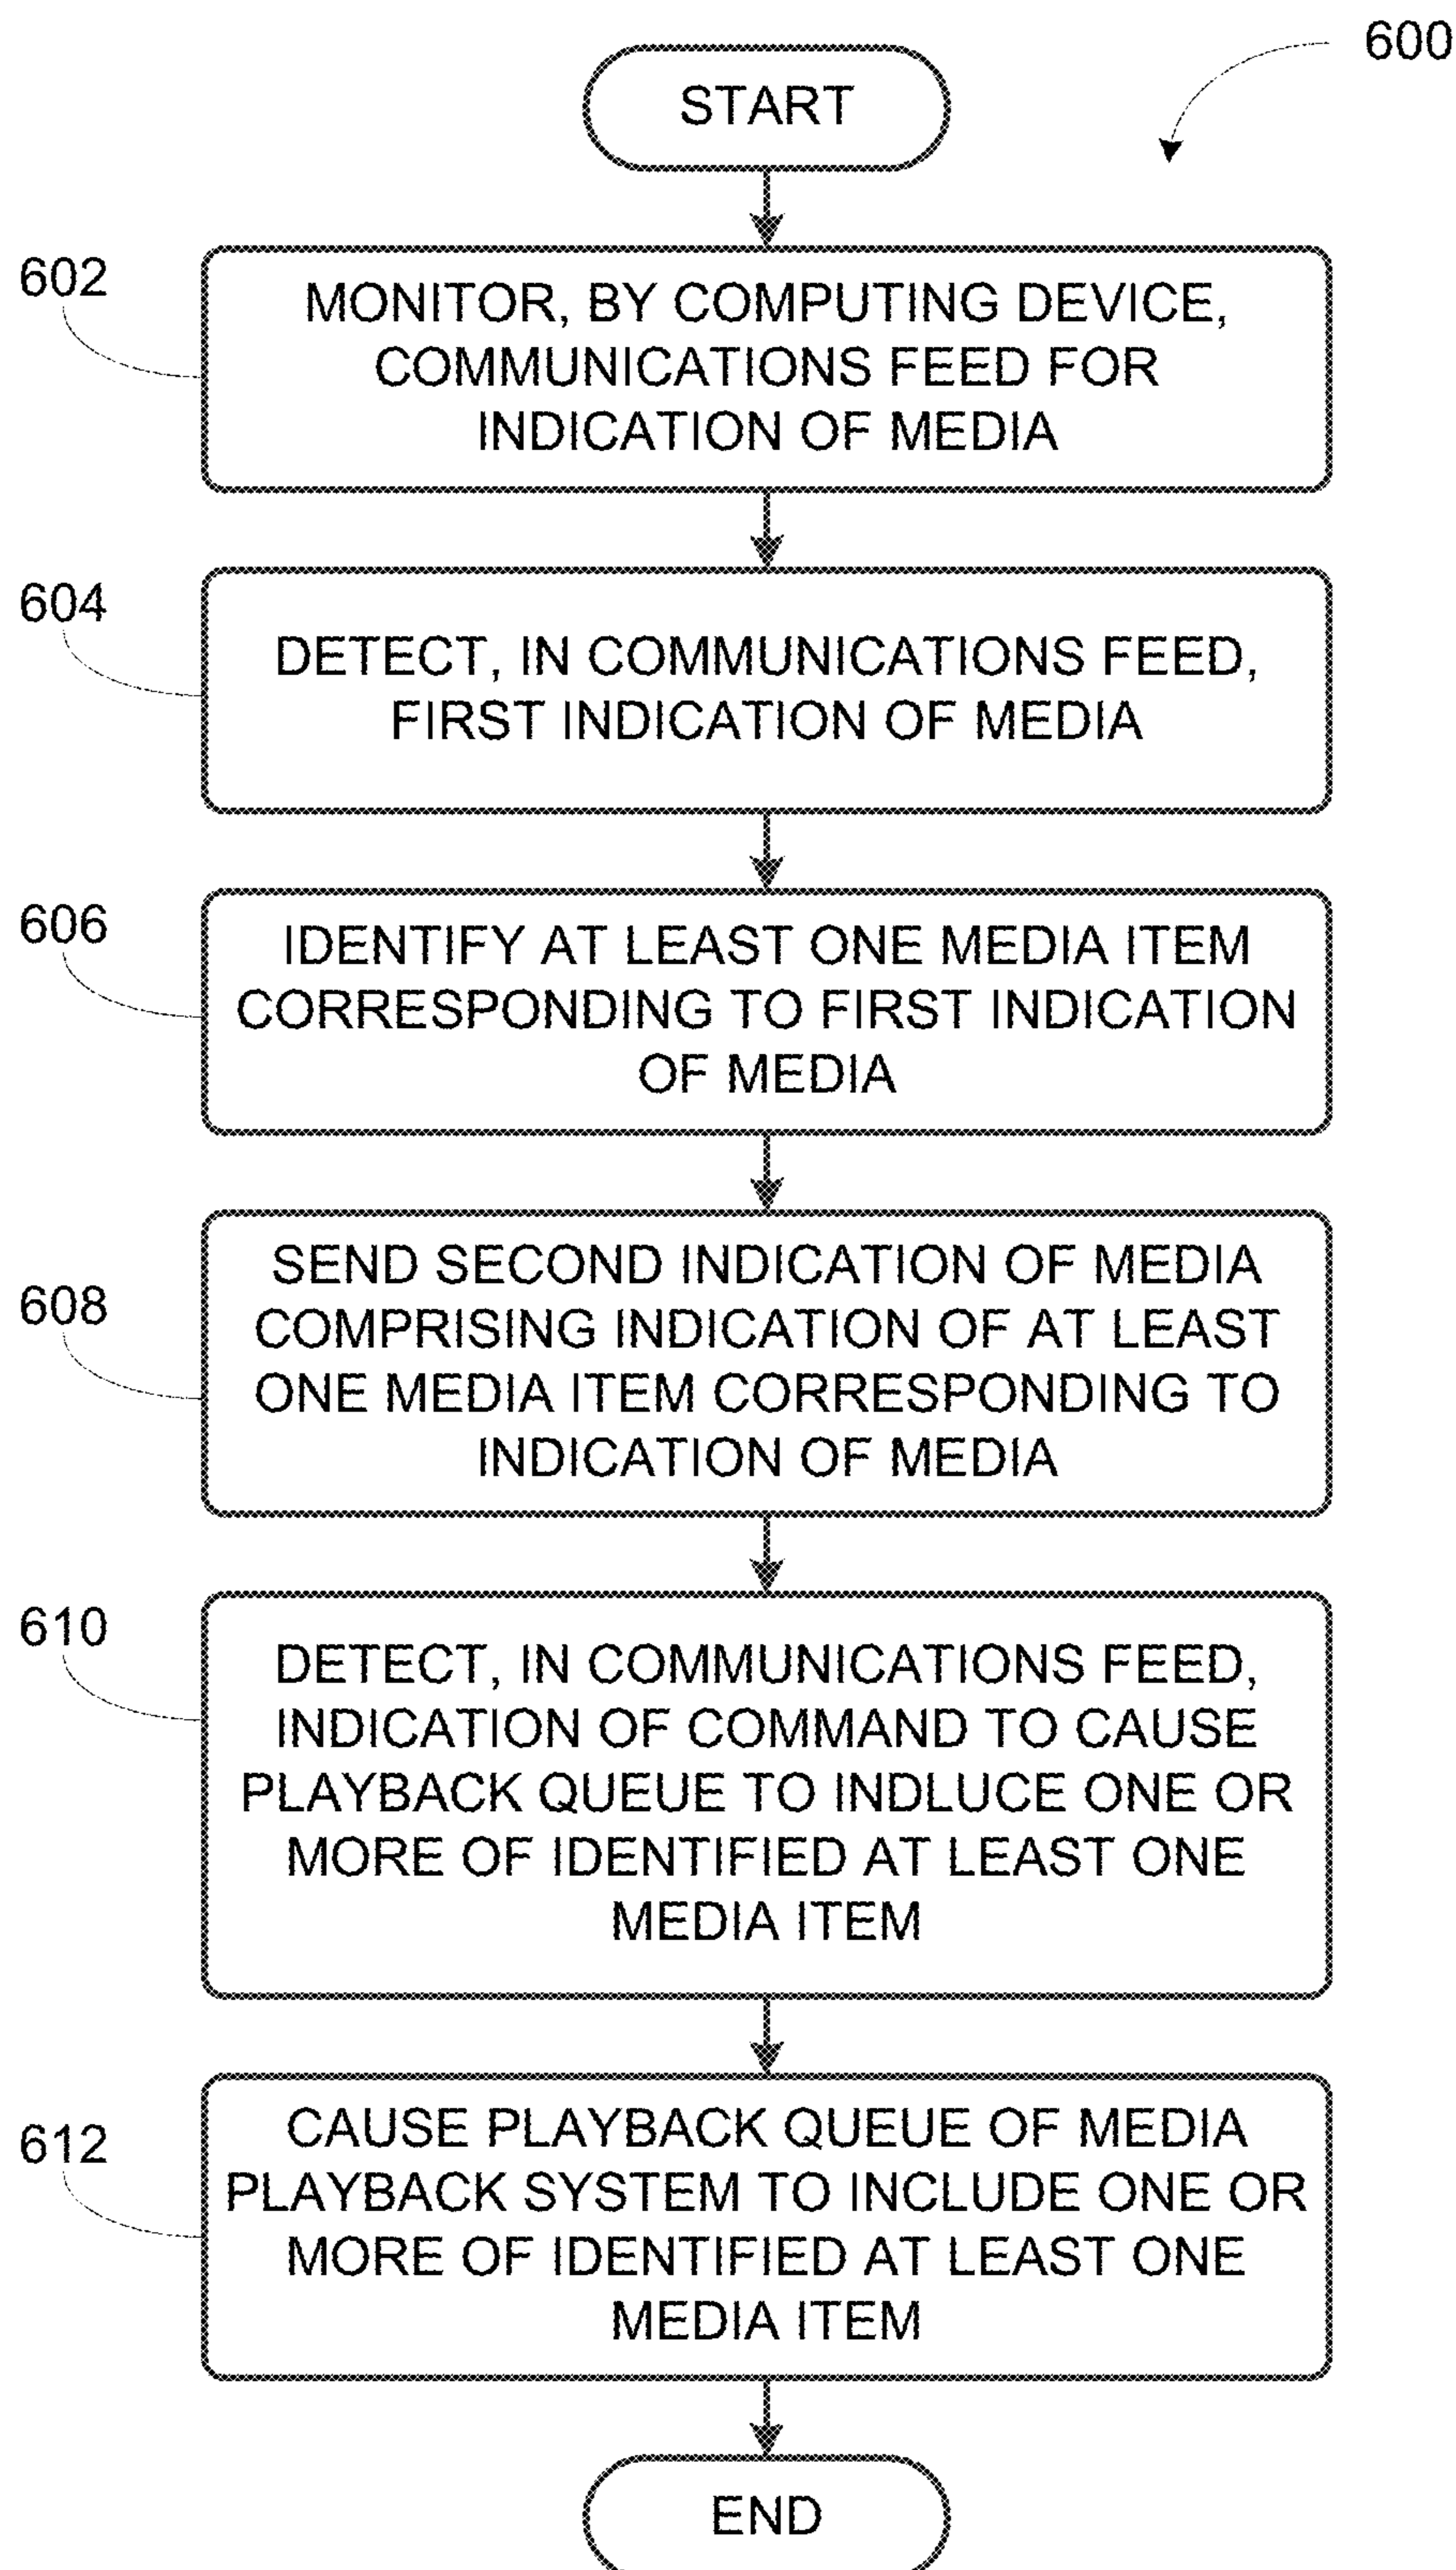 600
START
602
MONITOR, BY COMPUTING DEVICE,
COMMUNICATIONS FEED FOR
INDICATION OF MEDIA
604
DETECT, IN COMMUNICATIONS FEED,
FIRST INDICATION OF MEDIA
606
IDENTIFY AT LEAST ONE MEDIA ITEM
CORRESPONDING TO FIRST INDICATION
OF MEDIA
608
SEND SECOND INDICATION OF MEDIA
COMPRISING INDICATION OF AT LEAST
ONE MEDIA ITEM CORRESPONDING TO
INDICATION OF MEDIA
610
DETECT, IN COMMUNICATIONS FEED,
INDICATION OF COMMAND TO CAUSE
PLAYBACK QUEUE TO INDLUCE ONE OR
MORE OF IDENTIFIED AT LEAST ONE
MEDIA ITEM
612
CAUSE PLAYBACK QUEUE OF MEDIA
PLAYBACK SYSTEM TO INCLUDE ONE OR
MORE OF IDENTIFIED AT LEAST ONE
MEDIA ITEM
END